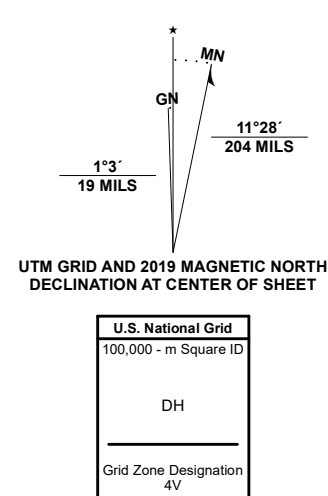 ★
MN
GN
11°28´
204 MILS
1°3´
19 MILS
UTM GRID AND 2019 MAGNETIC NORTH
DECLINATION AT CENTER OF SHEET
U.S. National Grid
100,000 - m Square ID
DH
Grid Zone Designation
4V